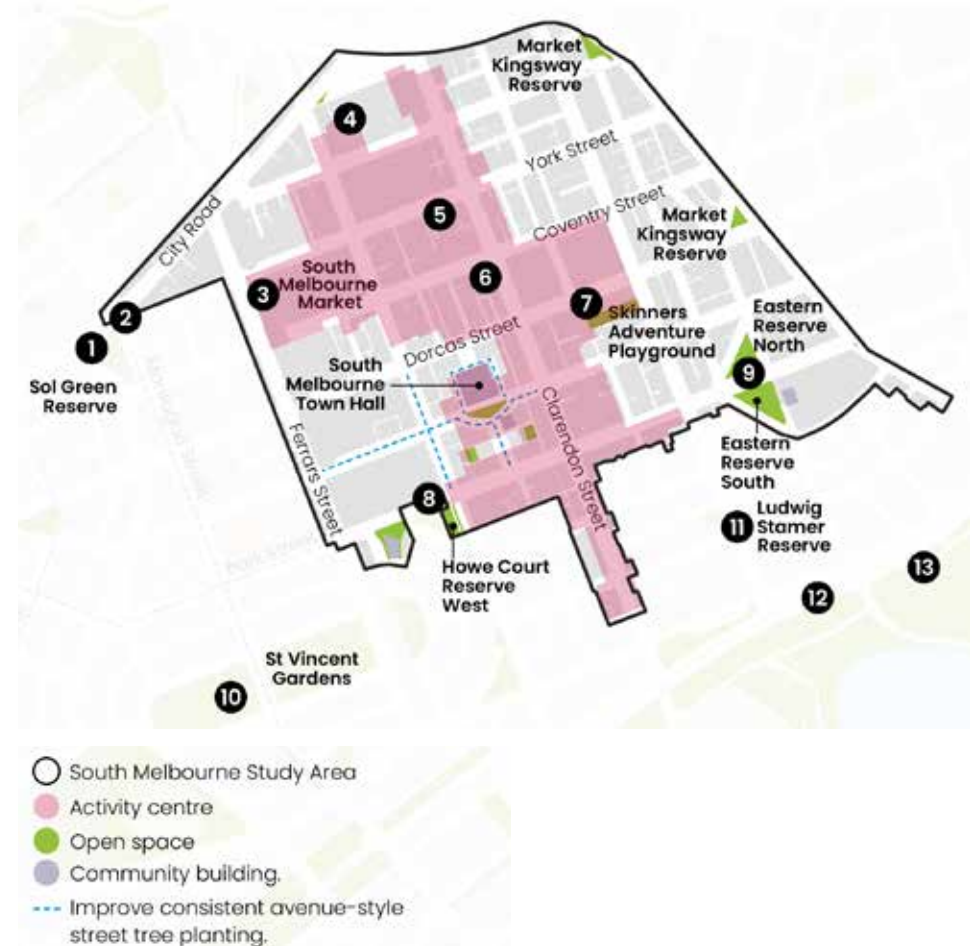 Market
Kingsway
Reserve
4
York Street
City Road
Coventry Street
Market
Kingsway
Reserve
5
South
Melbourne
Market
6
3
7
Skinners
Adventure
Playground
Eastern
Reserve
North
2
1
Sol Green
Reserve
Dorcas Street
South
Melbourne
Town Hall
9
Clarendon Street
Ferrars Street
Eastern
Reserve
South
8
Howe Court
Reserve
West
11
Ludwig
Stamer
Reserve
Park Street
13
12
St Vincent
Gardens
10
South Melbourne Study Area
Activity centre
Open space
Community building.
Improve consistent avenue-style
street tree planting.